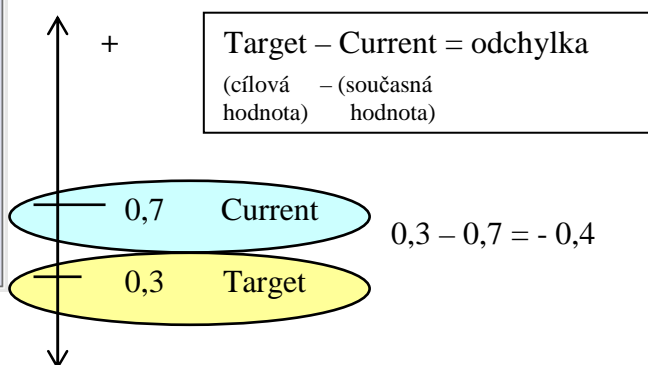 +
Target – Current = odchylka
(cílová – (současná
hodnota) hodnota)
0,7 Current
0,3 – 0,7 = - 0,4
0,3 Target